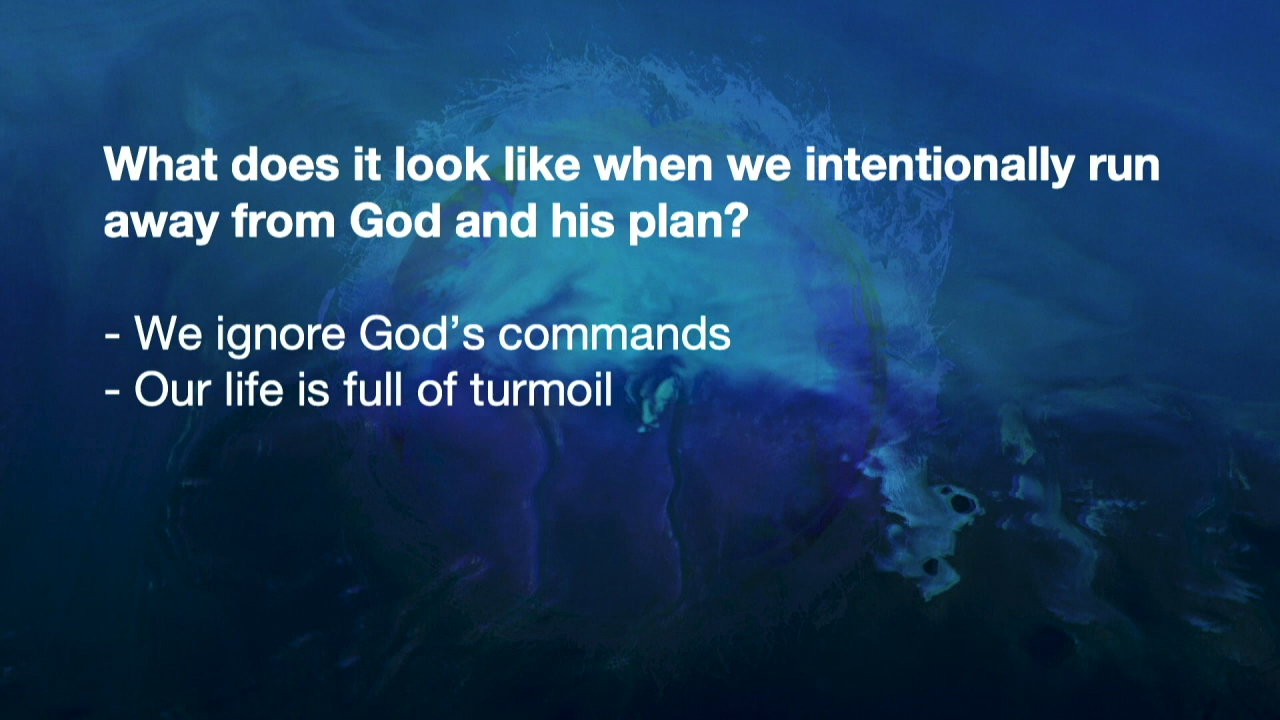 What does it look like when we intentionally run
away from God and his plan?
- We ignore God’s commands
- Our life is full of turmoil